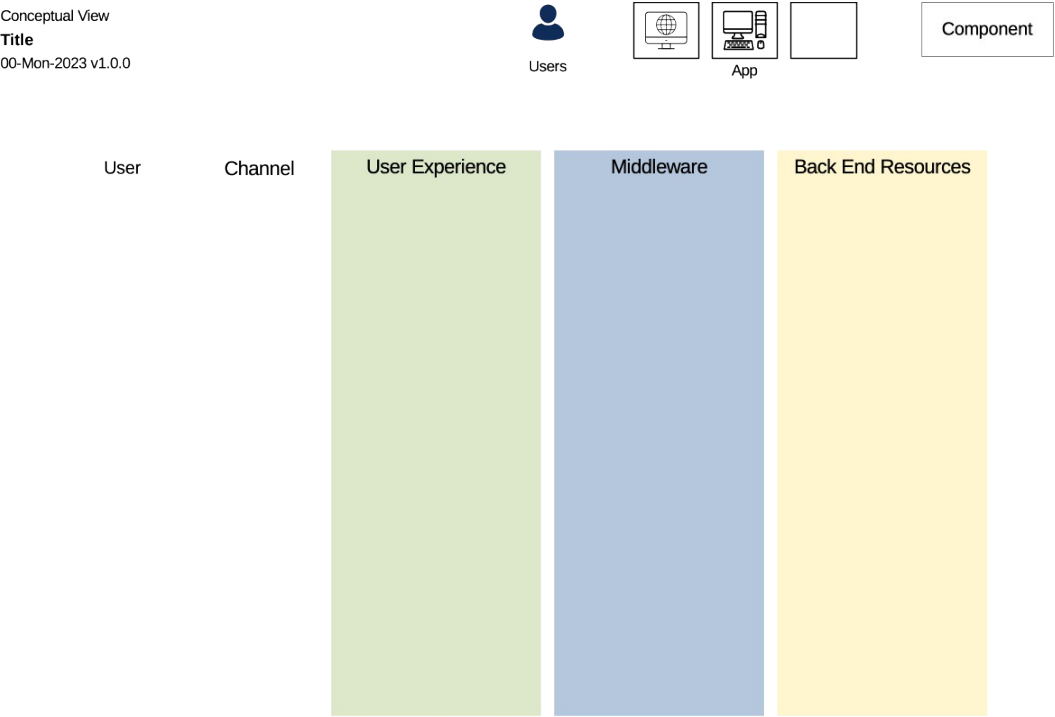 Conceptual View
Title
00-Mon-2023 v1.0.0
Users
App
Component
User
Channel
User Experience
Middleware
Back End Resources